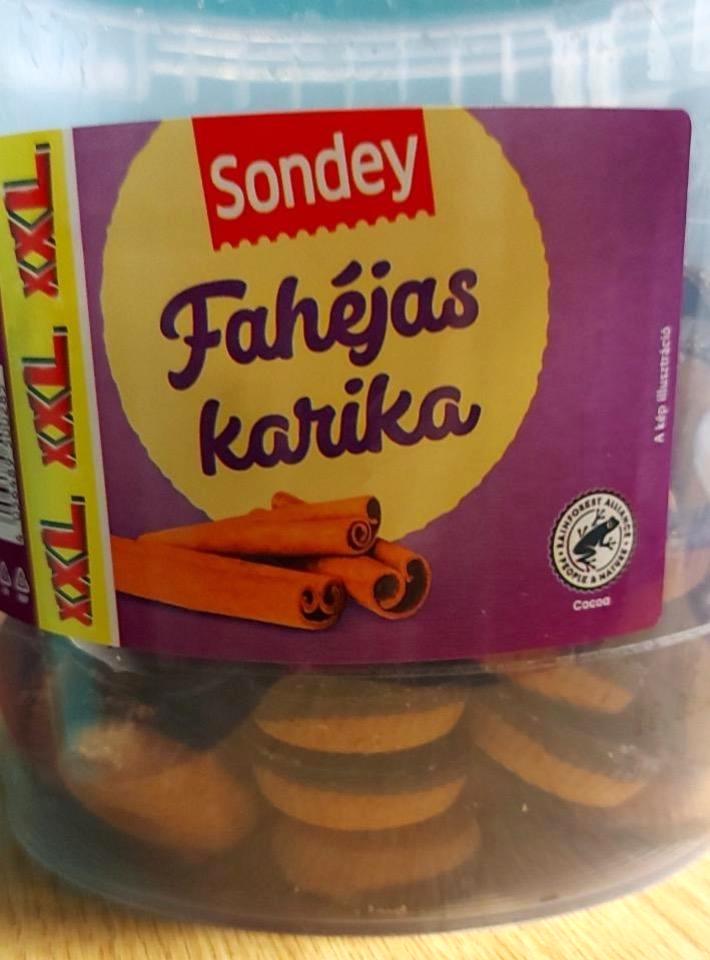 Sondey
Fahéjas
karika
XXL XXL XXL
A kép illusztráció
RAINFOREST ALLIANCE
PEOPLE & NATURE
Cocoa